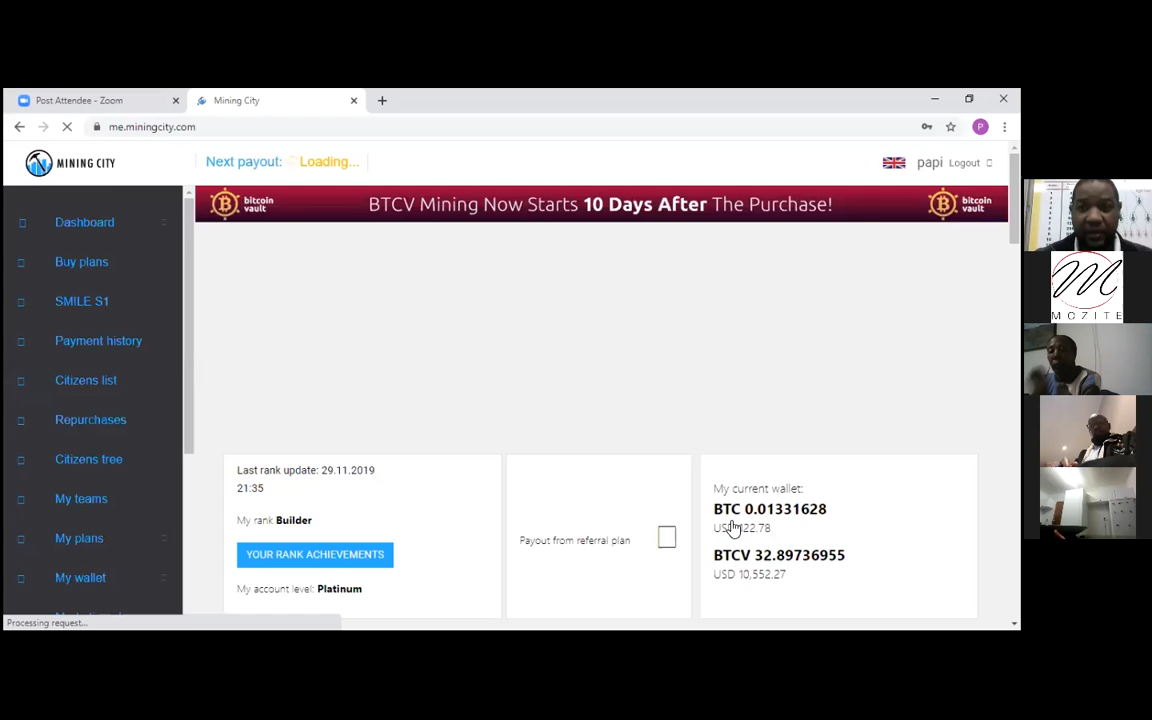 Post Attendee - Zoom
Mining City
me.miningcity.com
P
MINING CITY
Next payout:
Loading...
papi
Logout
bitcoin
vault
BTCV Mining Now Starts 10 Days After The Purchase!
bitcoin
vault
Dashboard
Buy plans
SMILE S1
Payment history
Citizens list
Repurchases
Citizens tree
My teams
My plans
My wallet
Last rank update: 29.11.2019
21:35
My rank Builder
YOUR RANK ACHIEVEMENTS
My account level: Platinum
Payout from referral plan
My current wallet:
BTC 0.01331628
BTCV 32.89736955
USD 10,552.27
Processing request...
M
MOZITE